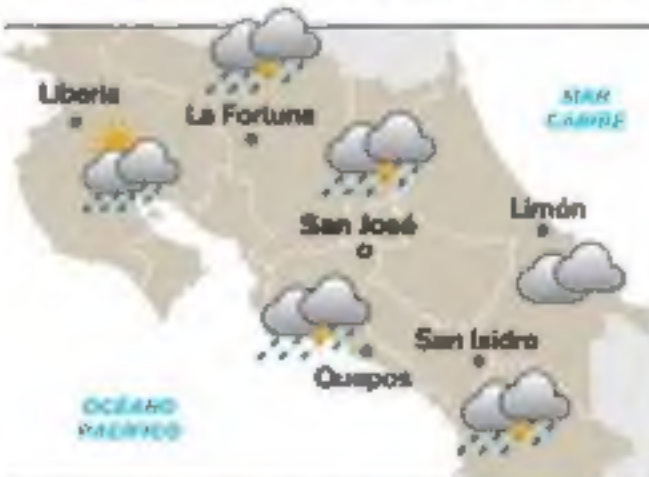 Liberia
La Fortuna
MAR
CARIBE
San José
Limón
San Isidro
Quepos
OCÉANO
PACÍFICO